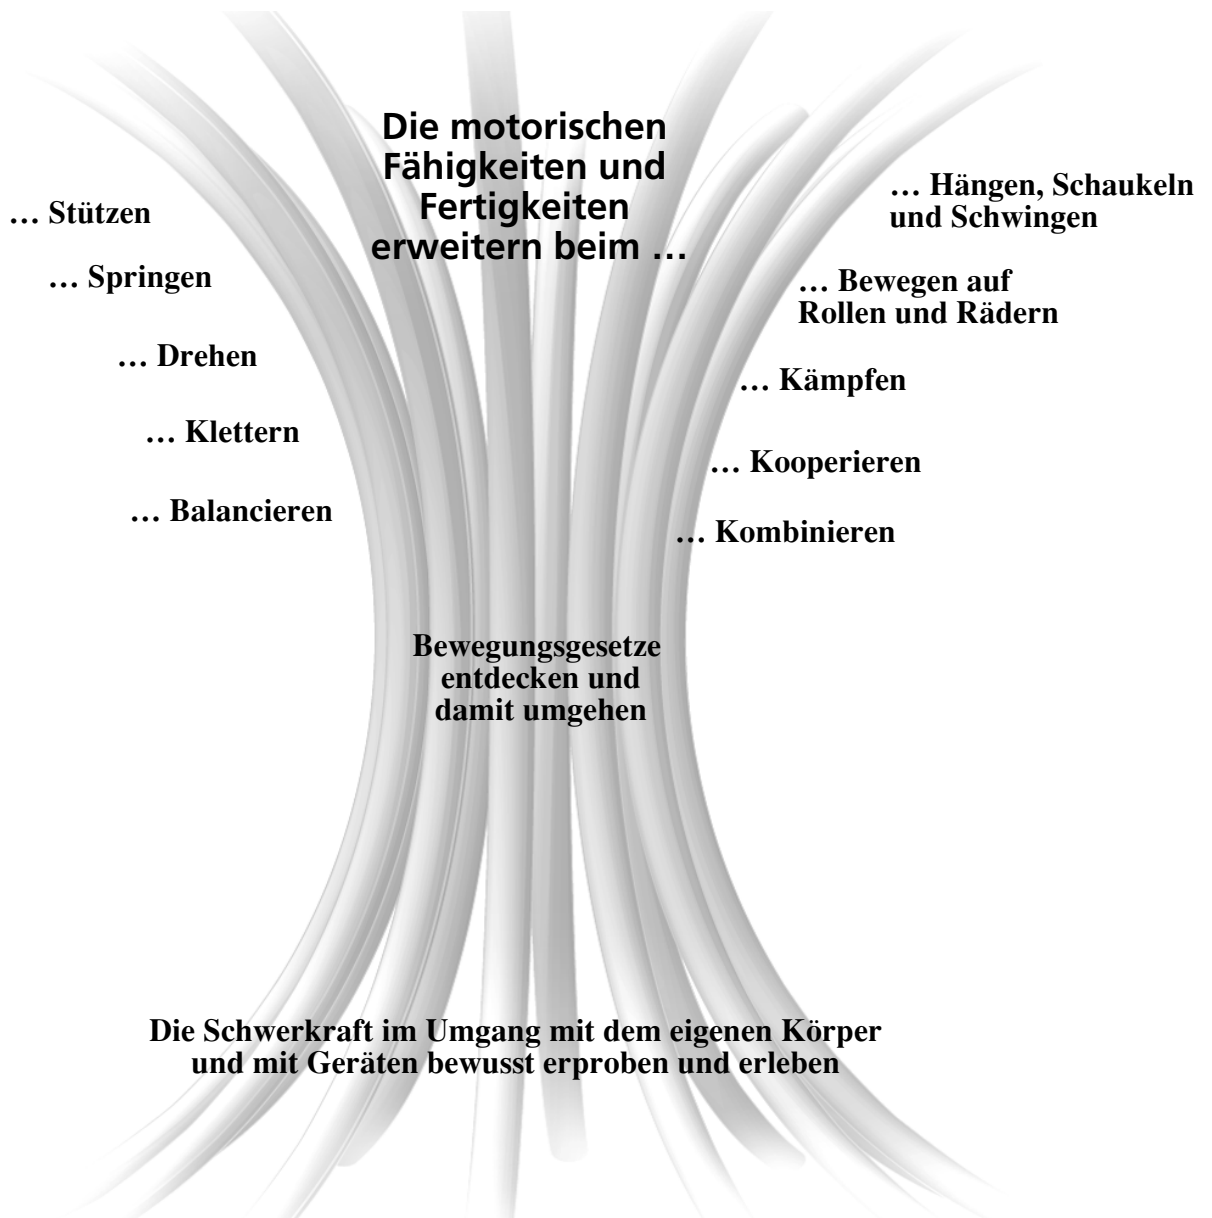 Die motorischen
Fähigkeiten und
Fertigkeiten
erweitern beim …
… Stützen
… Springen
… Drehen
… Klettern
… Balancieren
… Hängen, Schaukeln
und Schwingen
… Bewegen auf
Rollen und Rädern
… Kämpfen
… Kooperieren
… Kombinieren
Bewegungsgesetze
entdecken und
damit umgehen
Die Schwerkraft im Umgang mit dem eigenen Körper
und mit Geräten bewusst erproben und erleben